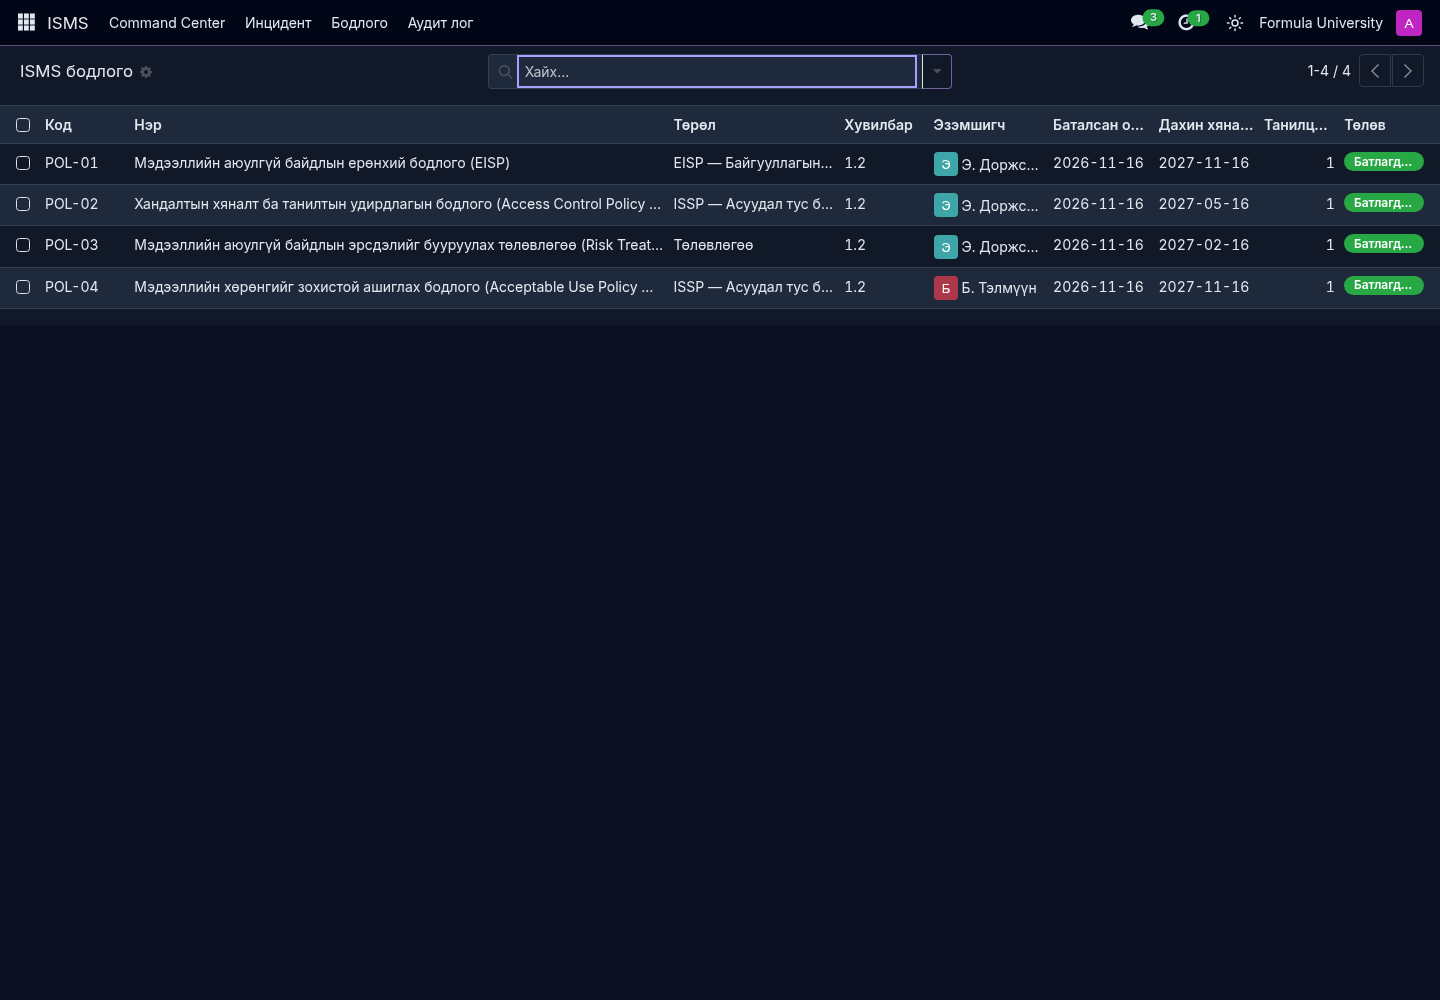 ISMS Command Center Инцидент Бодлого Аудит лог 3 1 Formula University A
ISMS бодлого Хайх... 1-4 / 4
Код Нэр Төрөл Хувилбар Эзэмшигч Баталсан о... Дахин хяна... Танилц... Төлөв
POL-01 Мэдээллийн аюулгүй байдлын ерөнхий бодлого (EISP) EISP — Байгууллагын... 1.2 Э Э. Доржс... 2026-11-16 2027-11-16 1 Батлагд...
POL-02 Хандалтын хяналт ба танилтын удирдлагын бодлого (Access Control Policy ... ISSP — Асуудал тус б... 1.2 Э Э. Доржс... 2026-11-16 2027-05-16 1 Батлагд...
POL-03 Мэдээллийн аюулгүй байдлын эрсдэлийг бууруулах төлөвлөгөө (Risk Treat... Төлөвлөгөө 1.2 Э Э. Доржс... 2026-11-16 2027-02-16 1 Батлагд...
POL-04 Мэдээллийн хөрөнгийг зохистой ашиглах бодлого (Acceptable Use Policy ... ISSP — Асуудал тус б... 1.2 Б Б. Тэлмүүн 2026-11-16 2027-11-16 1 Батлагд...